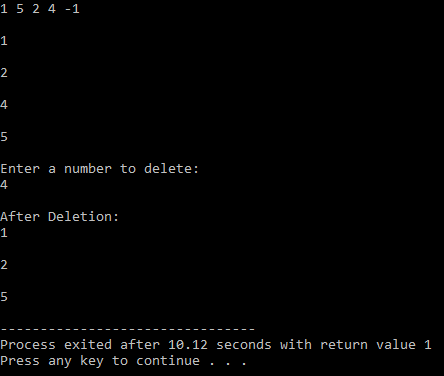 1 5 2 4 -1
1
2
4
5
Enter a number to delete:
4
After Deletion:
1
2
5
--------------------------------
Process exited after 10.12 seconds with return value 1
Press any key to continue . . .